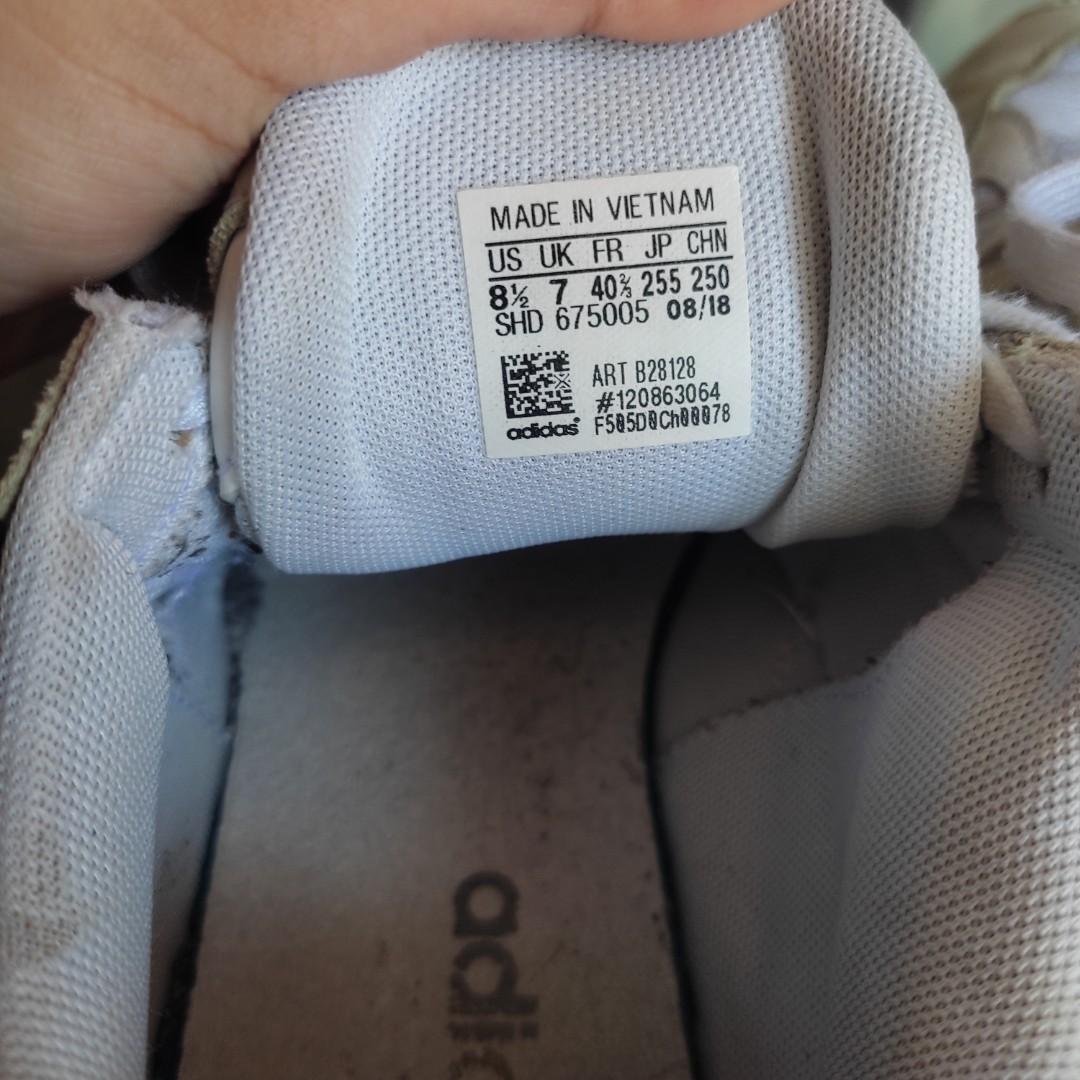 MADE IN VIETNAM
US UK FR JP CHN
8½ 7 40⅔ 255 250
SHD 675005 08/18
ART B28128
#120863064
adidas F505D0Ch00078
adi